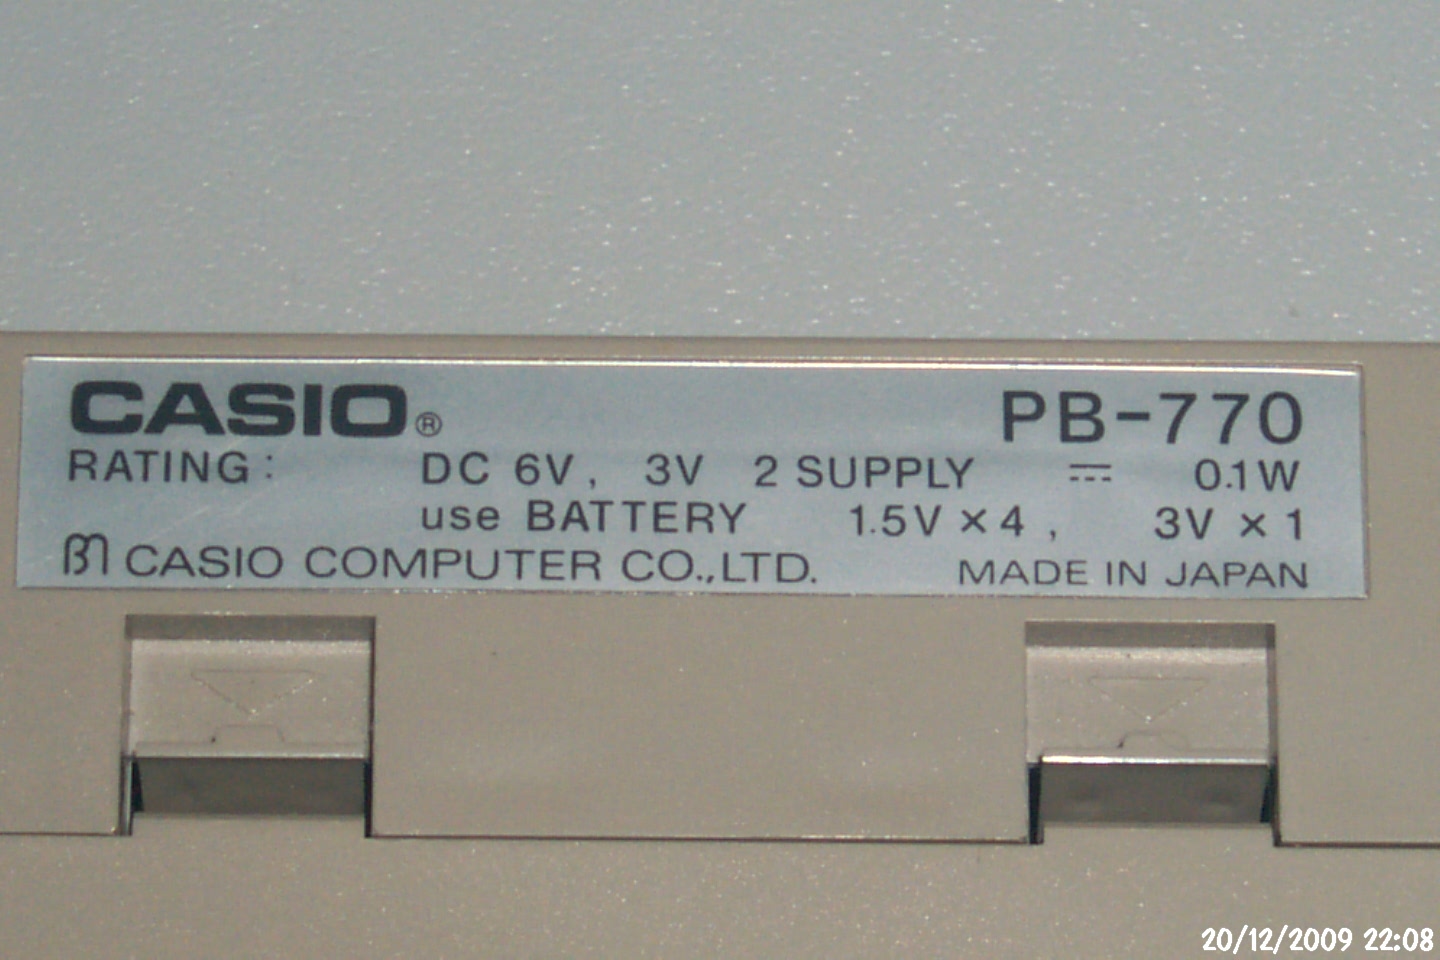 CASIO® PB-770
RATING: DC 6V, 3V 2 SUPPLY ⎓ 0.1W
use BATTERY 1.5V×4, 3V×1
CASIO COMPUTER CO.,LTD. MADE IN JAPAN
20/12/2009 22:08